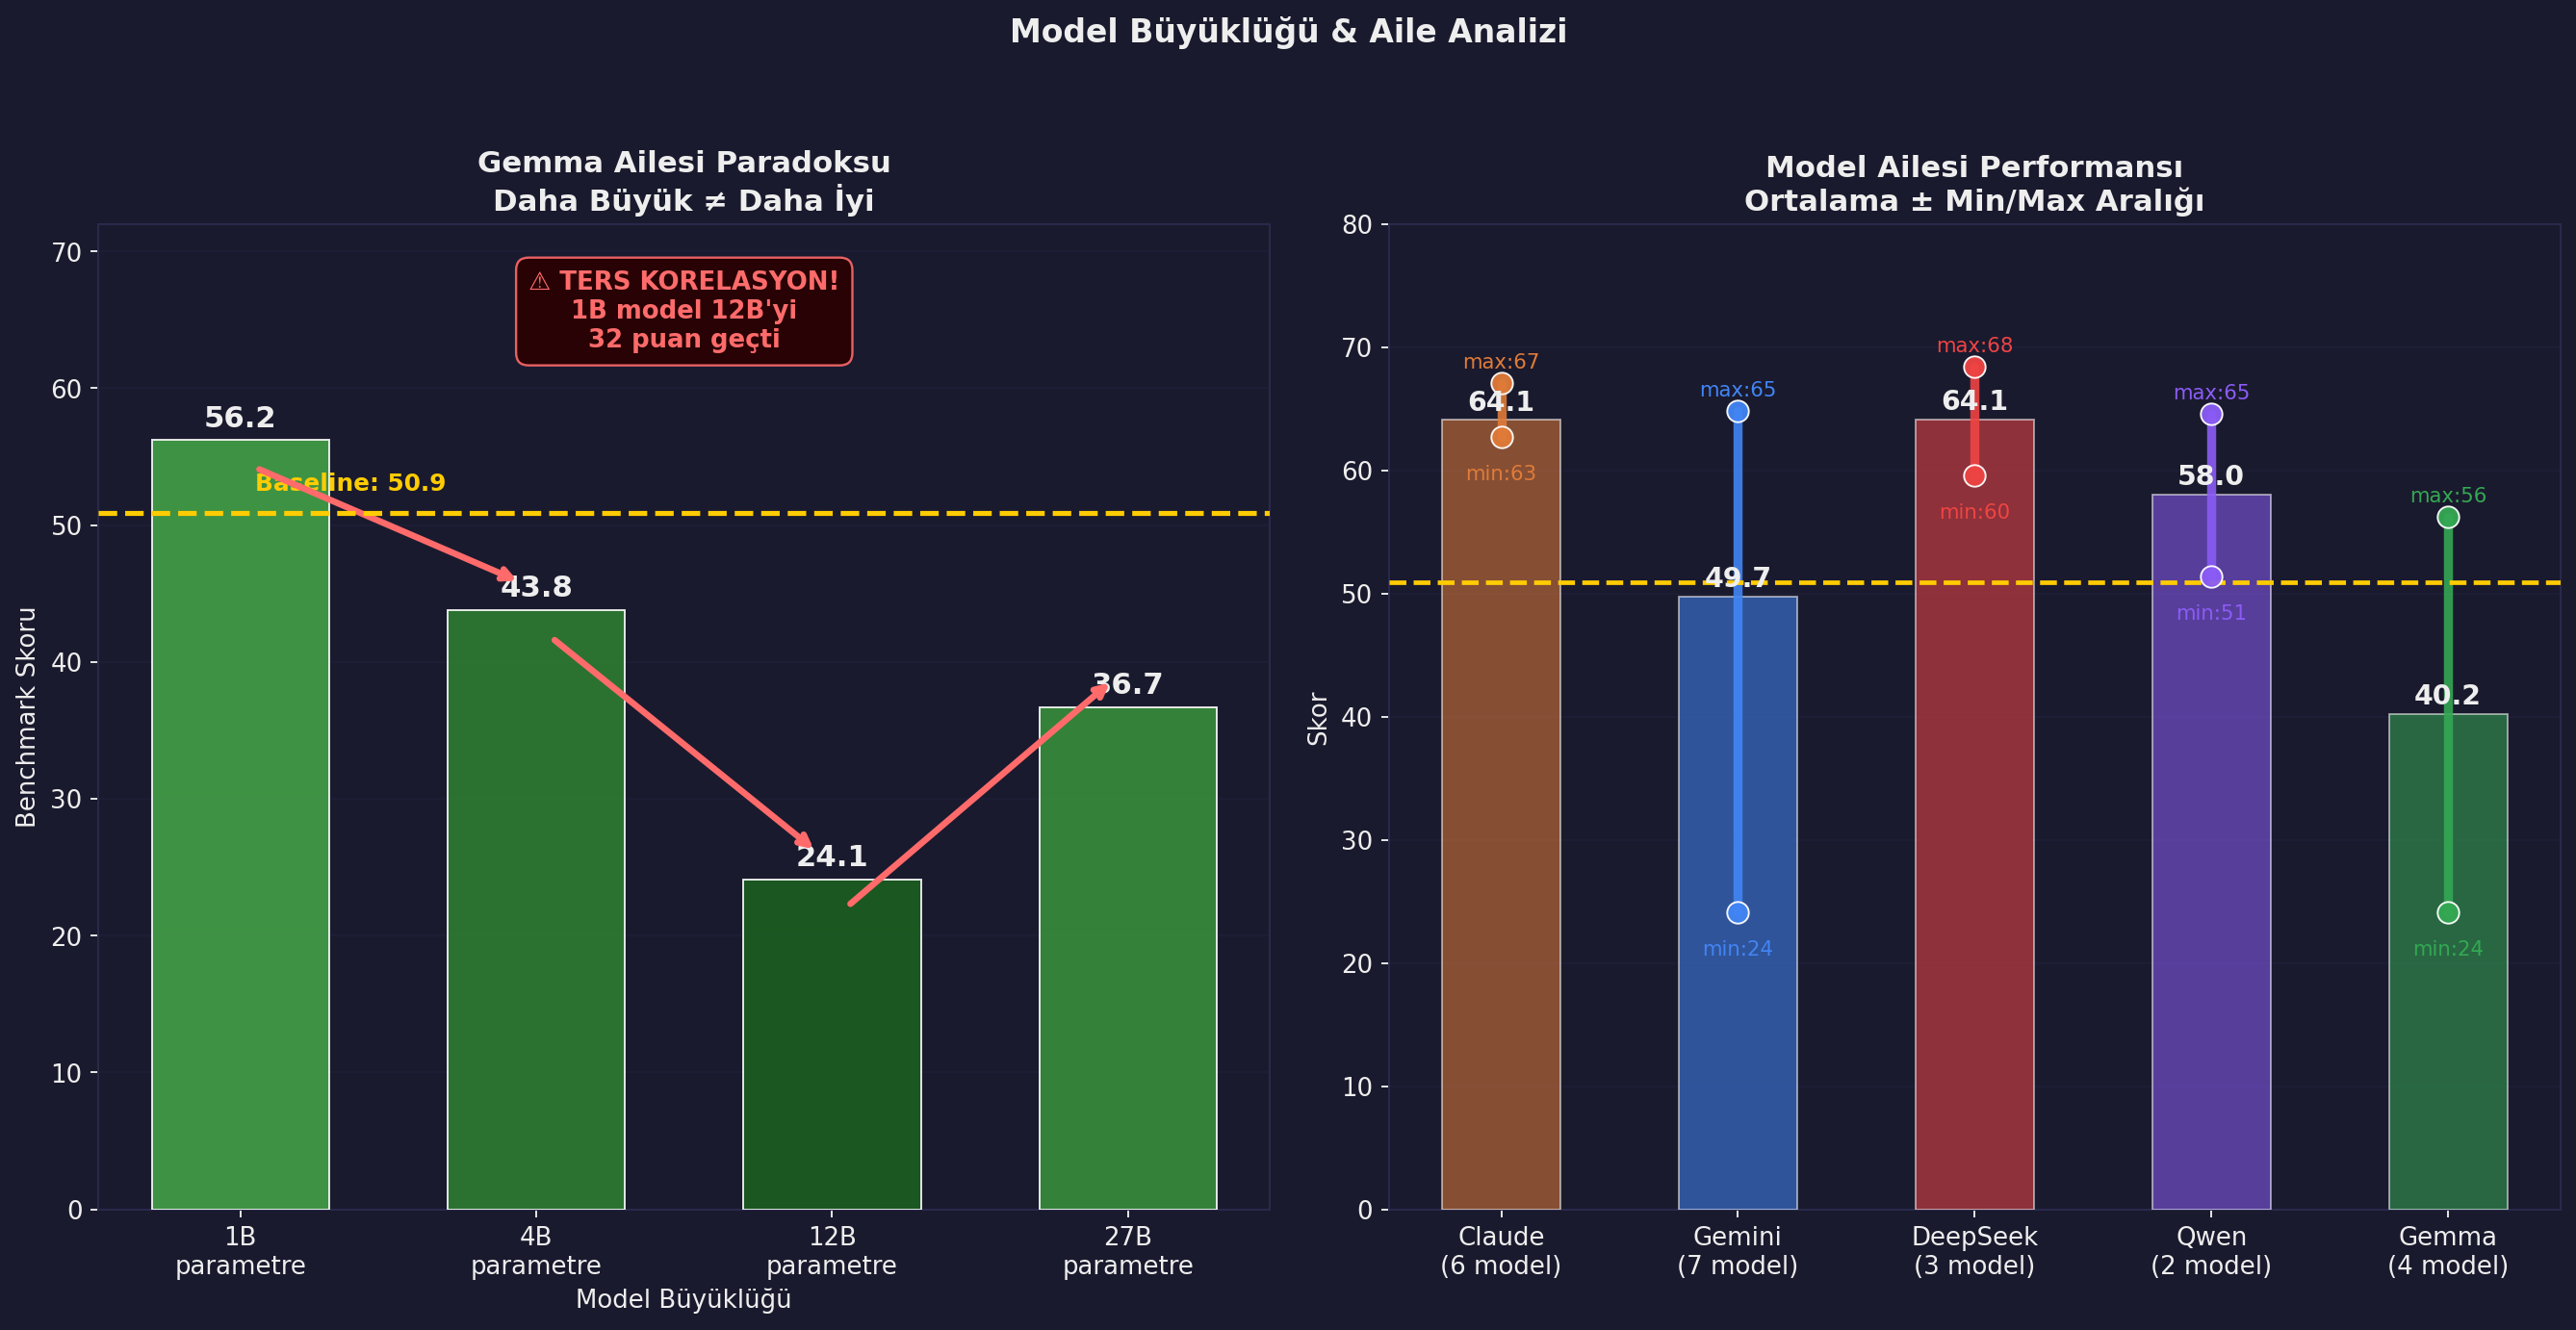 Model Büyüklüğü & Aile Analizi
Gemma Ailesi Paradoksu
Daha Büyük ≠ Daha İyi
⚠ TERS KORELASYON!
1B model 12B'yi
32 puan geçti
Benchmark Skoru
70
60
50
40
30
20
10
0
56.2
Baseline: 50.9
43.8
24.1
36.7
1B
parametre
4B
parametre
12B
parametre
27B
parametre
Model Büyüklüğü
Model Ailesi Performansı
Ortalama ± Min/Max Aralığı
Skor
80
70
60
50
40
30
20
10
0
max:67
64.1
min:63
max:65
49.7
min:24
max:68
64.1
min:60
max:65
58.0
min:51
max:56
40.2
min:24
Claude
(6 model)
Gemini
(7 model)
DeepSeek
(3 model)
Qwen
(2 model)
Gemma
(4 model)